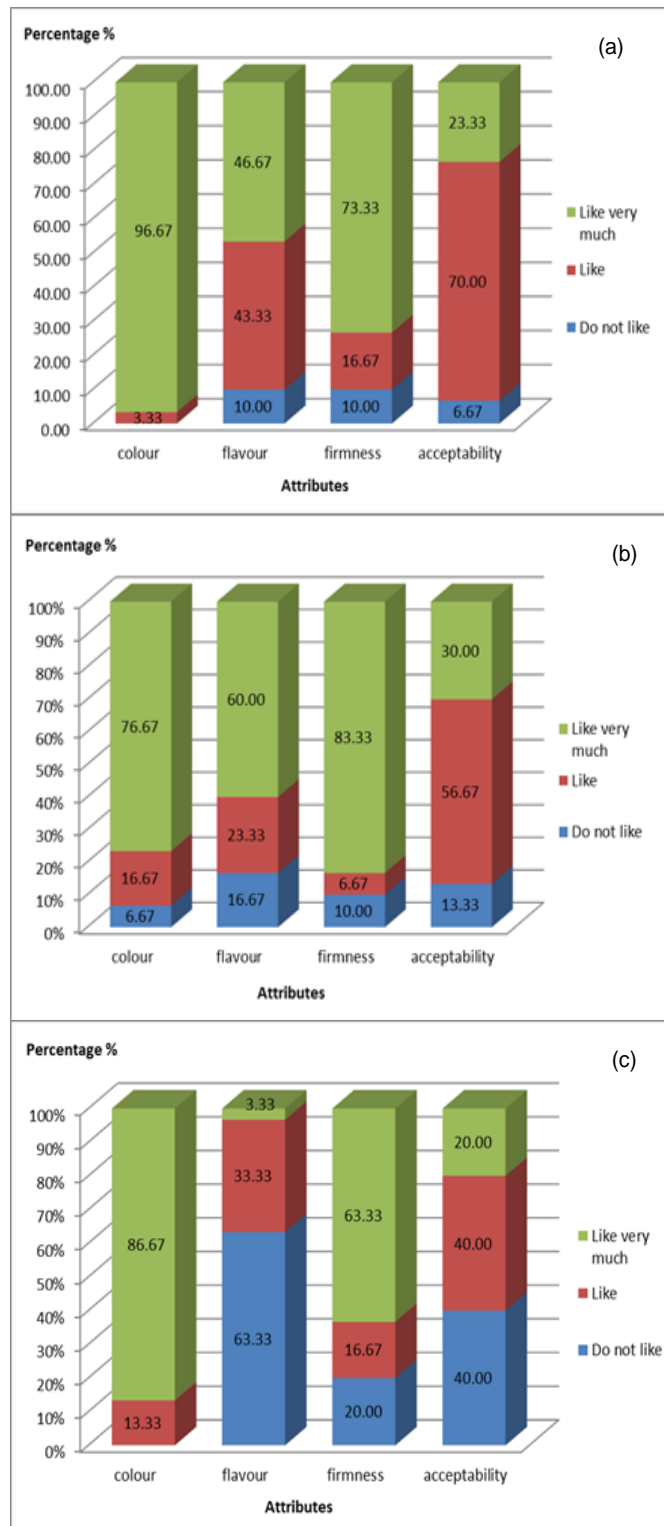 Percentage %
(a)
100.00
90.00
80.00
70.00
60.00
50.00
40.00
30.00
20.00
10.00
0.00
96.67
3.33
46.67
43.33
10.00
73.33
16.67
10.00
23.33
70.00
6.67
Like very
much
Like
Do not like
colour flavour firmness acceptability
Attributes
Percentage %
(b)
100%
90%
80%
70%
60%
50%
40%
30%
20%
10%
0%
76.67
16.67
6.67
60.00
23.33
16.67
83.33
6.67
10.00
30.00
56.67
13.33
Like very
much
Like
Do not like
colour flavour firmness acceptability
Attributes
Percentage %
(c)
100%
90%
80%
70%
60%
50%
40%
30%
20%
10%
0%
86.67
13.33
3.33
33.33
63.33
63.33
16.67
20.00
20.00
40.00
40.00
Like very
much
Like
Do not like
colour flavour firmness acceptability
Attributes